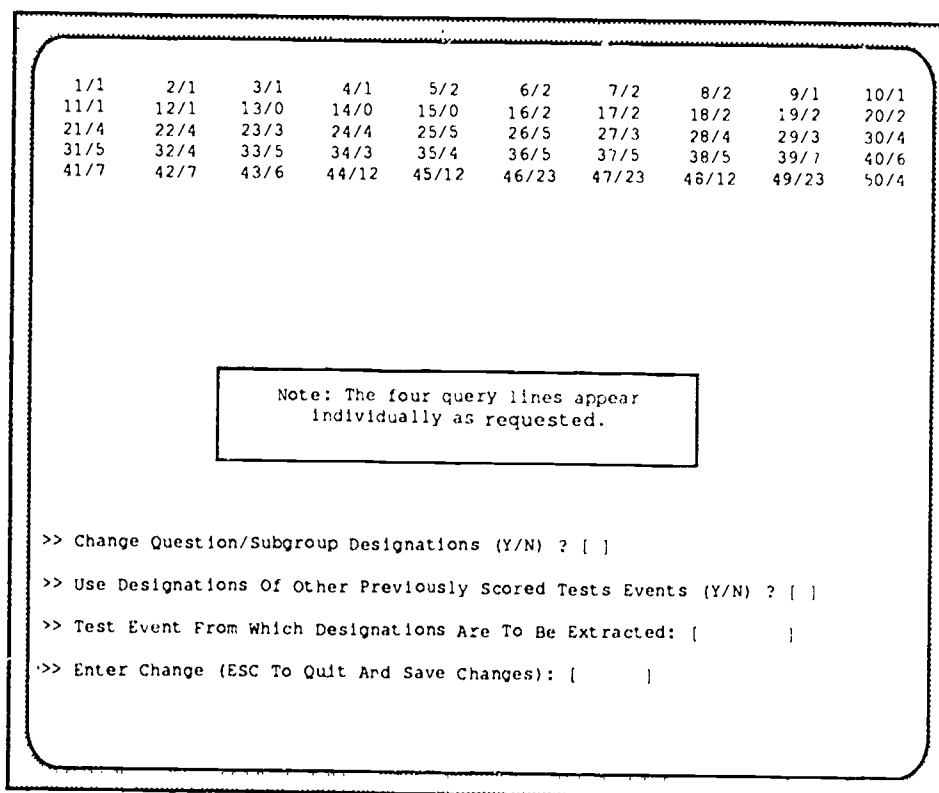 1/1 2/1 3/1 4/1 5/2 6/2 7/2 8/2 9/1 10/1
11/1 12/1 13/0 14/0 15/0 16/2 17/2 18/2 19/2 20/2
21/4 22/4 23/3 24/4 25/5 26/5 27/3 28/4 29/3 30/4
31/5 32/4 33/5 34/3 35/4 36/5 37/5 38/5 39/7 40/6
41/7 42/7 43/6 44/12 45/12 46/23 47/23 48/12 49/23 50/4
Note: The four query lines appear
individually as requested.
>> Change Question/Subgroup Designations (Y/N) ? [ ]
>> Use Designations Of Other Previously Scored Tests Events (Y/N) ? [ ]
>> Test Event From Which Designations Are To Be Extracted: [ ]
>> Enter Change (ESC To Quit And Save Changes): [ ]